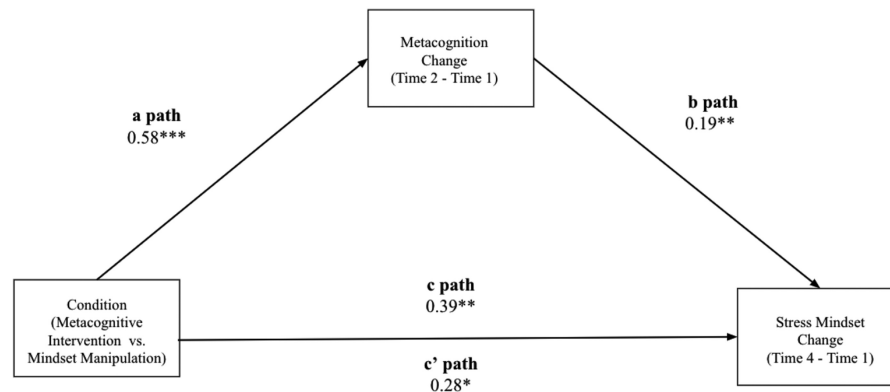 Metacognition
Change
(Time 2 - Time 1)
a path
0.58***
b path
0.19**
c path
0.39**
Condition
(Metacognitive
Intervention vs.
Mindset Manipulation)
Stress Mindset
Change
(Time 4 - Time 1)
c’ path
0.28*